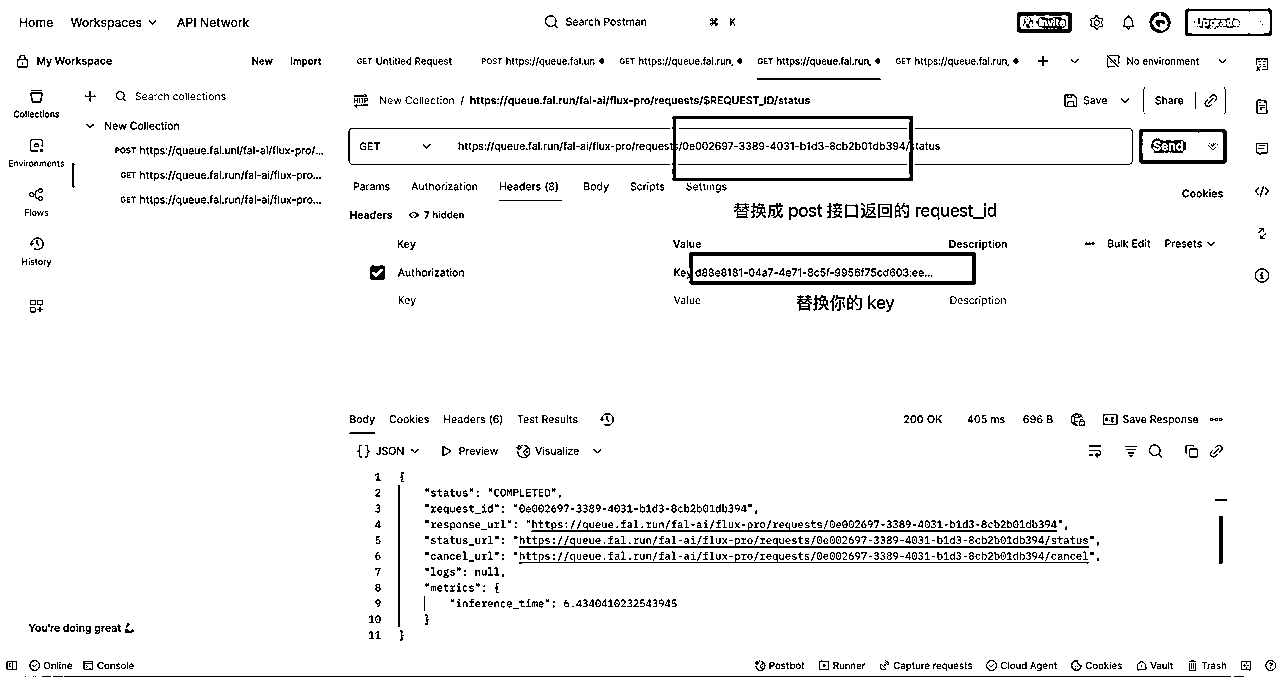 Home Workspaces API Network Search Postman ⌘ K Invite Upgrade
My Workspace New Import GET Untitled Request POST https://queue.fal.ur GET https://queue.fal.run, GET https://queue.fal.run, GET https://queue.fal.run, No environment
Search collections
Collections
New Collection / https://queue.fal.run/fal-ai/flux-pro/requests/$REQUEST_ID/status Save Share
New Collection
POST https://queue.fal.unl/fal-ai/flux-pro/...
GET https://queue.fal.run/fal-ai/flux-pro...
GET https://queue.fal.run/fal-ai/flux-pro...
Environments
Flows
History
GET https://queue.fal.run/fal-ai/flux-pro/requests/0e002697-3389-4031-b1d3-8cb2b01db394/status Send
Params Authorization Headers (8) Body Scripts Settings Cookies
替换成 post 接口返回的 request_id
Headers 7 hidden
Key Value Description Bulk Edit Presets
Authorization Key d88e8181-04a7-4e71-8c5f-9956f75cd603:ee...
Key Value Description
替换你的 key
Body Cookies Headers (6) Test Results 200 OK 405 ms 696 B Save Response
{} JSON Preview Visualize
1 {
2 "status": "COMPLETED",
3 "request_id": "0e002697-3389-4031-b1d3-8cb2b01db394",
4 "response_url": "https://queue.fal.run/fal-ai/flux-pro/requests/0e002697-3389-4031-b1d3-8cb2b01db394",
5 "status_url": "https://queue.fal.run/fal-ai/flux-pro/requests/0e002697-3389-4031-b1d3-8cb2b01db394/status",
6 "cancel_url": "https://queue.fal.run/fal-ai/flux-pro/requests/0e002697-3389-4031-b1d3-8cb2b01db394/cancel",
7 "logs": null,
8 "metrics": {
9 "inference_time": 6.4340410232543945
10 }
11 }
You're doing great
Online Console Postbot Runner Capture requests Cloud Agent Cookies Vault Trash